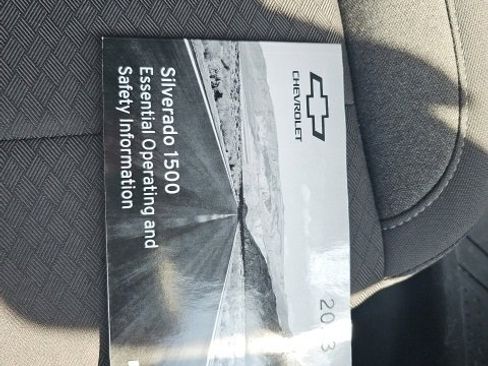 CHEVROLET
Silverado 1500
Essential Operating and
Safety Information